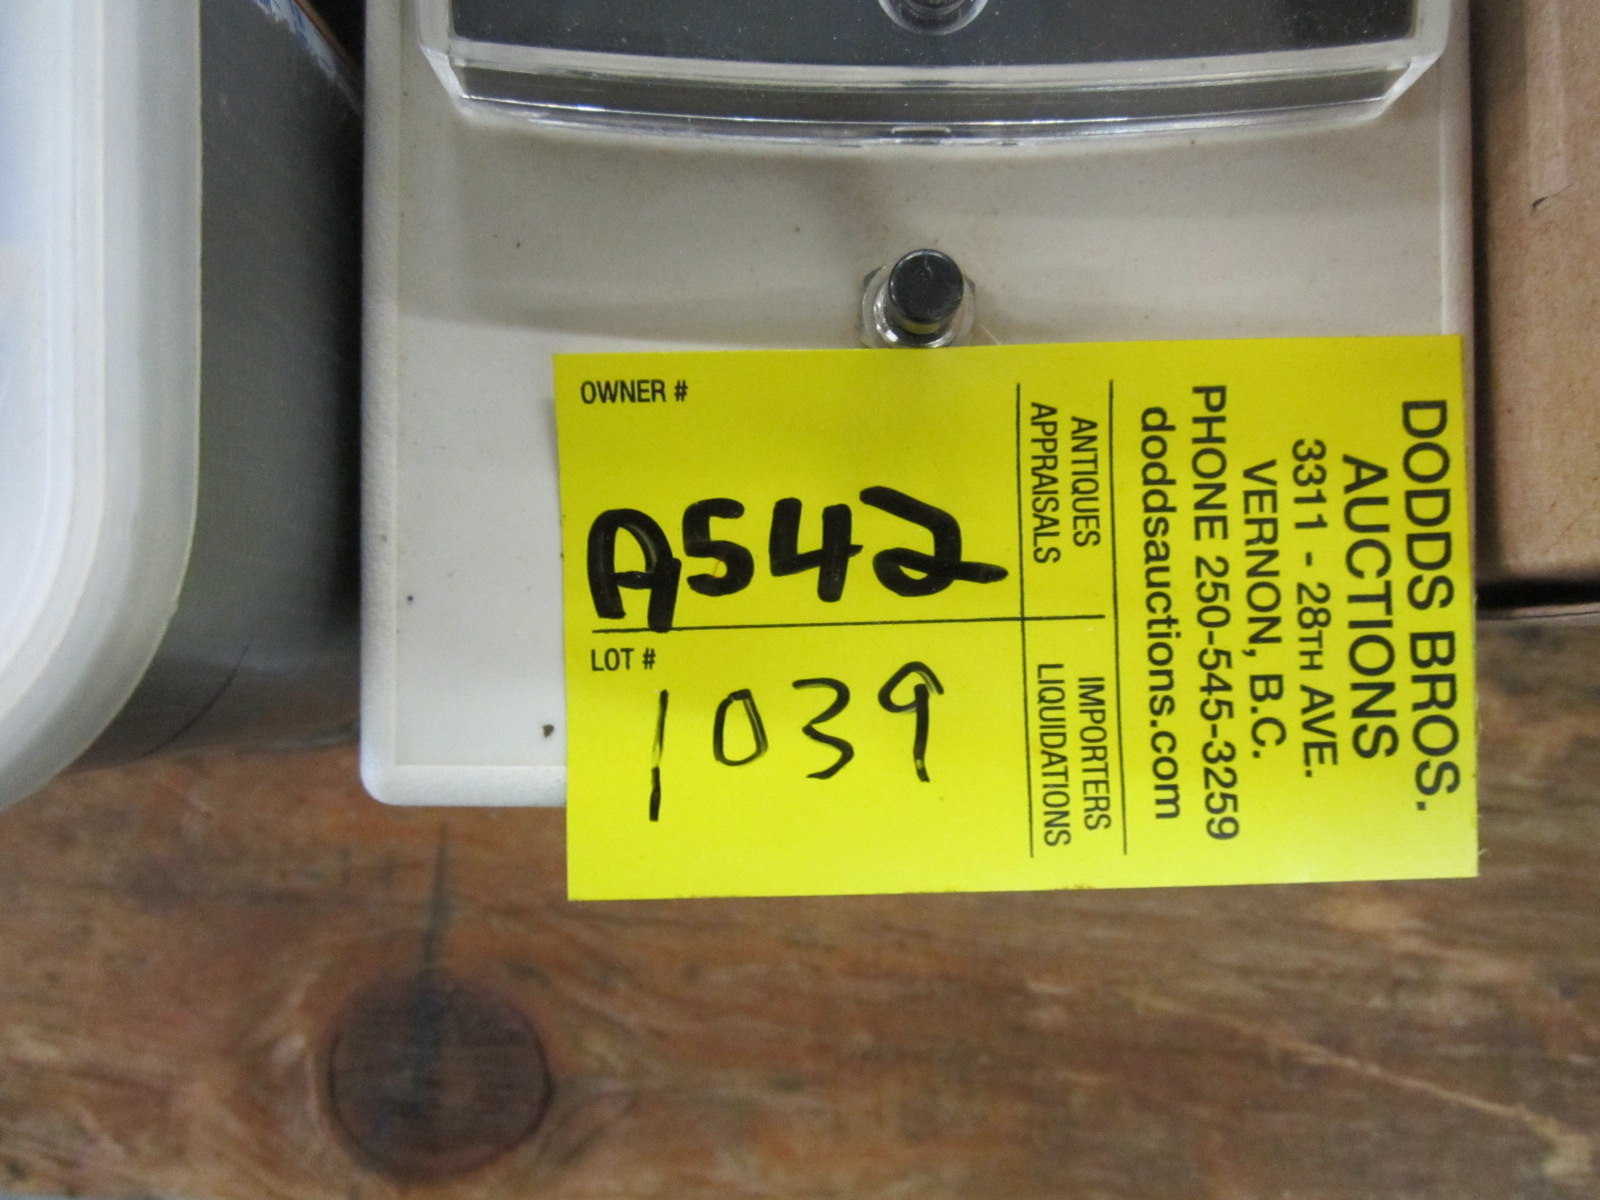 OWNER #
A542
LOT #
1039
DODDS BROS.
AUCTIONS
3311 - 28TH AVE.
VERNON, B.C.
PHONE 250-545-3259
doddsauctions.com
ANTIQUES
APPRAISALS
IMPORTERS
LIQUIDATIONS